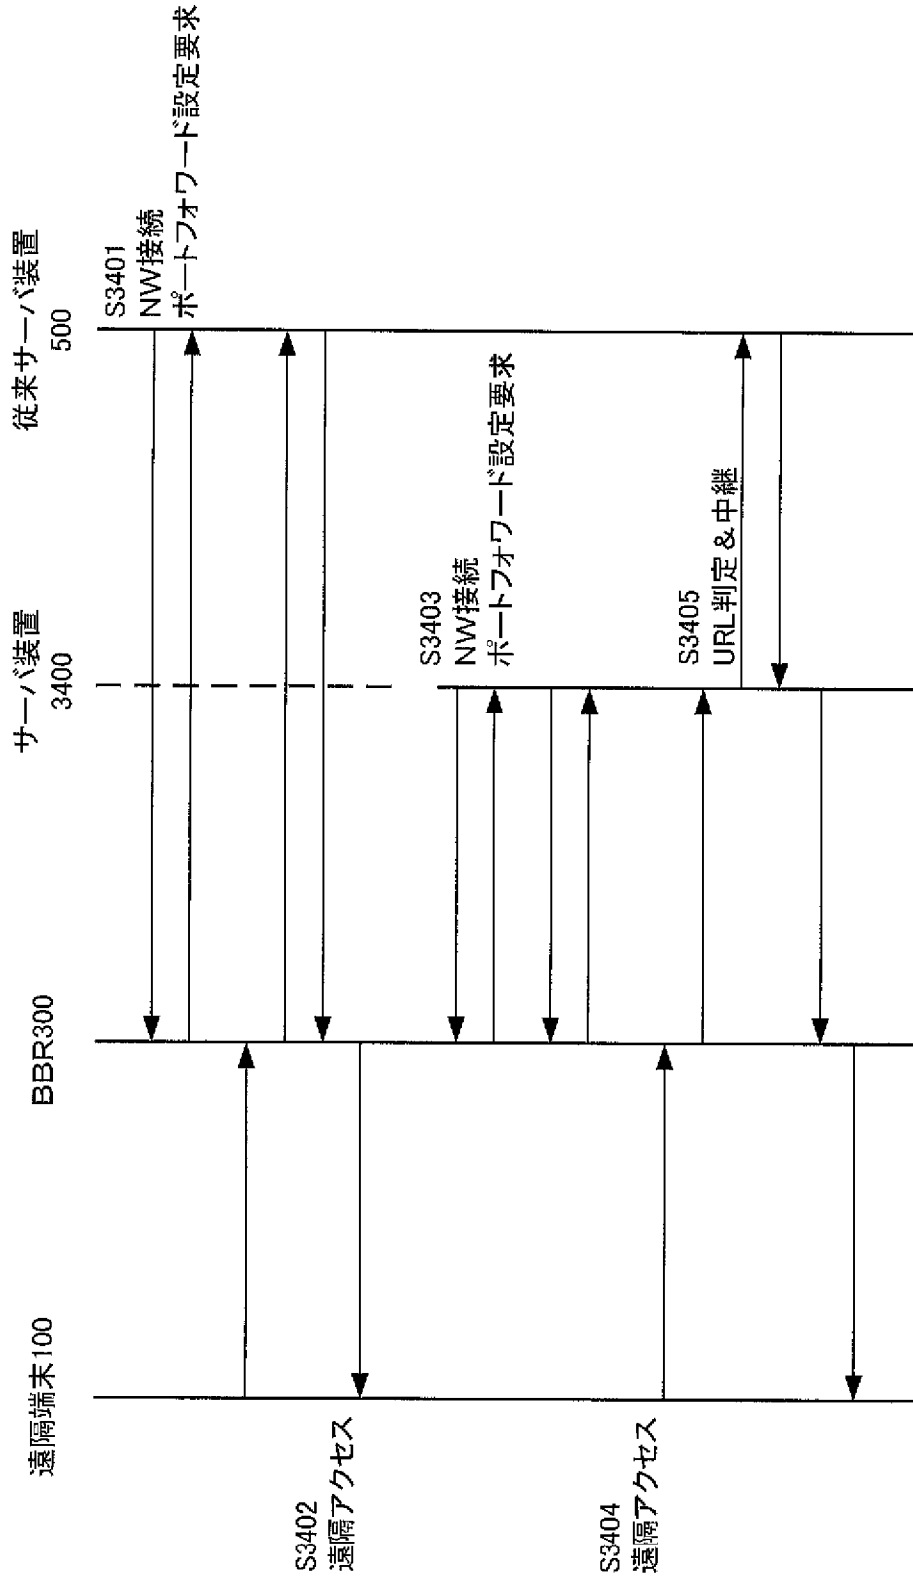 遠隔端末100
BBR300
サーバ装置
3400
従来サーバ装置
500
S3401
NW接続
ポートフォワード設定要求
S3402
遠隔アクセス
S3403
NW接続
ポートフォワード設定要求
S3404
遠隔アクセス
S3405
URL判定&中継